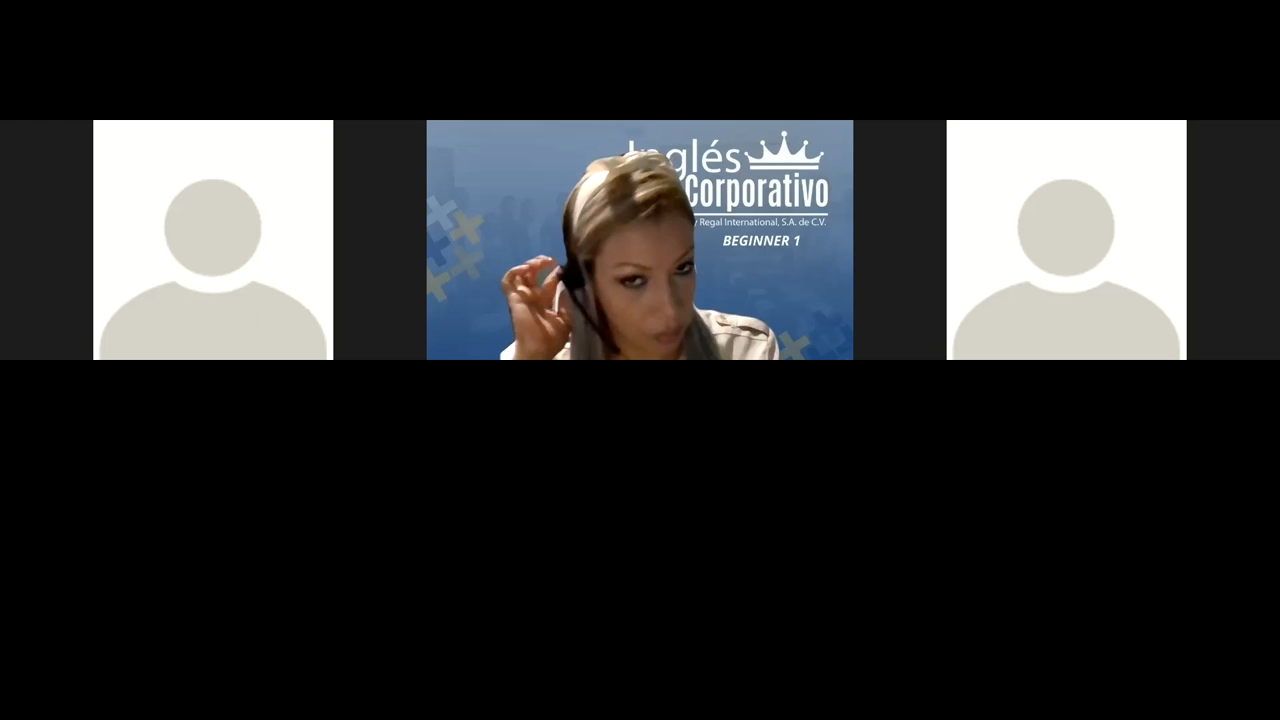 Inglés
Corporativo
y Regal International, S.A. de C.V.
BEGINNER 1